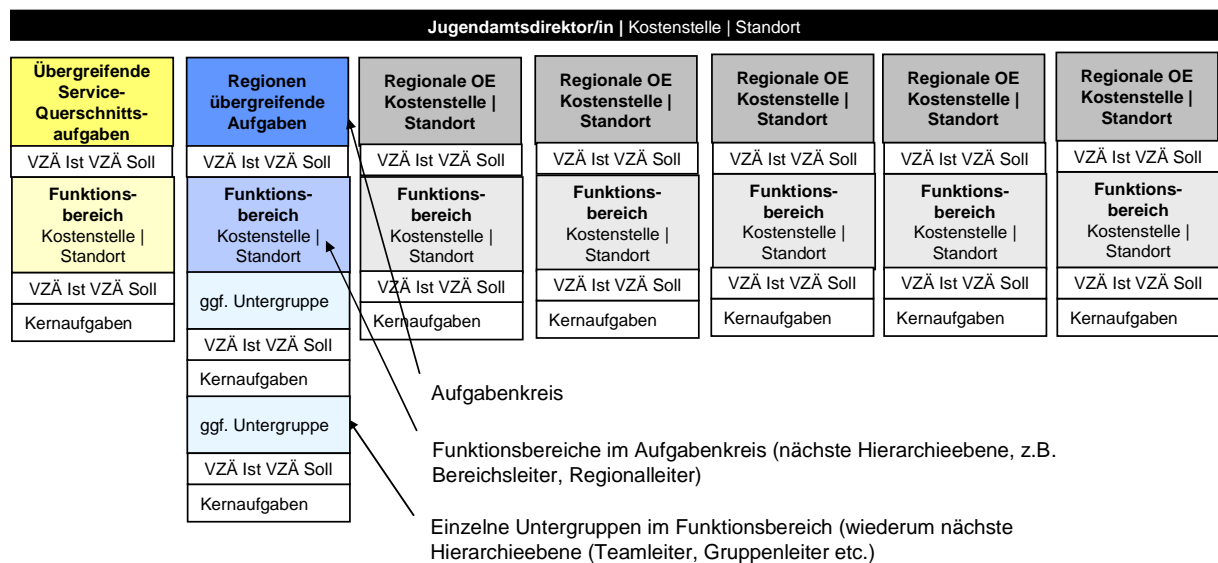 Jugendamtsdirektor/in | Kostenstelle | Standort
Übergreifende
Service-
Querschnitts-
aufgaben
VZÄ Ist VZÄ Soll
Funktions-
bereich
Kostenstelle |
Standort
VZÄ Ist VZÄ Soll
Kernaufgaben
Regionen
übergreifende
Aufgaben
VZÄ Ist VZÄ Soll
Funktions-
bereich
Kostenstelle |
Standort
ggf. Untergruppe
VZÄ Ist VZÄ Soll
Kernaufgaben
ggf. Untergruppe
VZÄ Ist VZÄ Soll
Kernaufgaben
Regionale OE
Kostenstelle |
Standort
VZÄ Ist VZÄ Soll
Funktions-
bereich
Kostenstelle |
Standort
VZÄ Ist VZÄ Soll
Kernaufgaben
Regionale OE
Kostenstelle |
Standort
VZÄ Ist VZÄ Soll
Funktions-
bereich
Kostenstelle |
Standort
VZÄ Ist VZÄ Soll
Kernaufgaben
Regionale OE
Kostenstelle |
Standort
VZÄ Ist VZÄ Soll
Funktions-
bereich
Kostenstelle |
Standort
VZÄ Ist VZÄ Soll
Kernaufgaben
Regionale OE
Kostenstelle |
Standort
VZÄ Ist VZÄ Soll
Funktions-
bereich
Kostenstelle |
Standort
VZÄ Ist VZÄ Soll
Kernaufgaben
Regionale OE
Kostenstelle |
Standort
VZÄ Ist VZÄ Soll
Funktions-
bereich
Kostenstelle |
Standort
VZÄ Ist VZÄ Soll
Kernaufgaben
Aufgabenkreis
Funktionsbereiche im Aufgabenkreis (nächste Hierarchieebene, z.B.
Bereichsleiter, Regionalleiter)
Einzelne Untergruppen im Funktionsbereich (wiederum nächste
Hierarchieebene (Teamleiter, Gruppenleiter etc.)